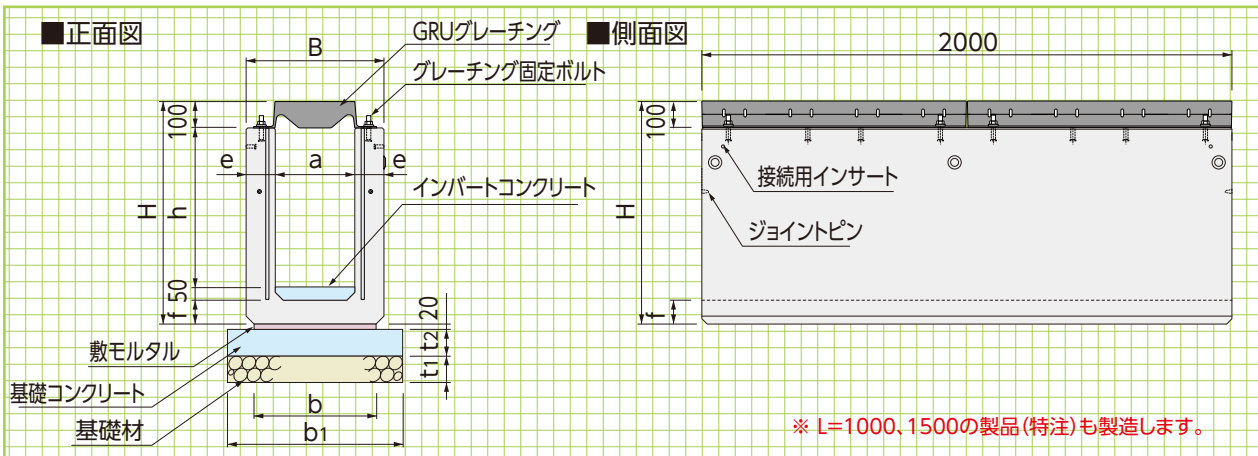 ■正面図
GRUグレーチング
B
グレーチング固定ボルト
100
e
a
e
H
h
インバートコンクリート
50
f
20
t2
t1
敷モルタル
基礎コンクリート
基礎材
b
b1
■側面図
2000
100
接続用インサート
H
ジョイントピン
f
※ L=1000、1500の製品(特注)も製造します。